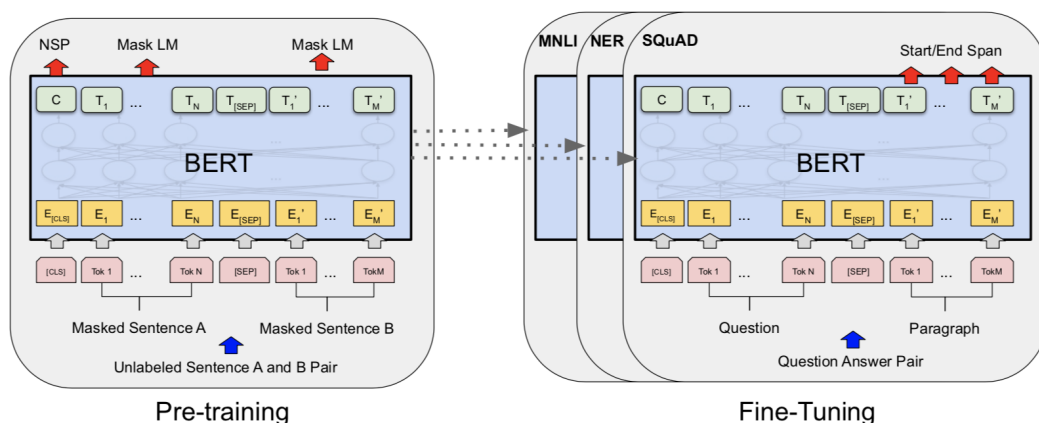 NSP Mask LM Mask LM
C T1 ... TN T[SEP] T1' ... TM'
...
BERT
...
E[CLS] E1 ... EN E[SEP] E1' ... EM'
[CLS] Tok 1 ... Tok N [SEP] Tok 1 ... TokM
Masked Sentence A Masked Sentence B
Unlabeled Sentence A and B Pair
Pre-training
MNLI NER SQuAD
Start/End Span
C T1 ... TN T[SEP] T1' ... TM'
...
BERT
...
E[CLS] E1 ... EN E[SEP] E1' ... EM'
[CLS] Tok 1 ... Tok N [SEP] Tok 1 ... TokM
Question Paragraph
Question Answer Pair
Fine-Tuning